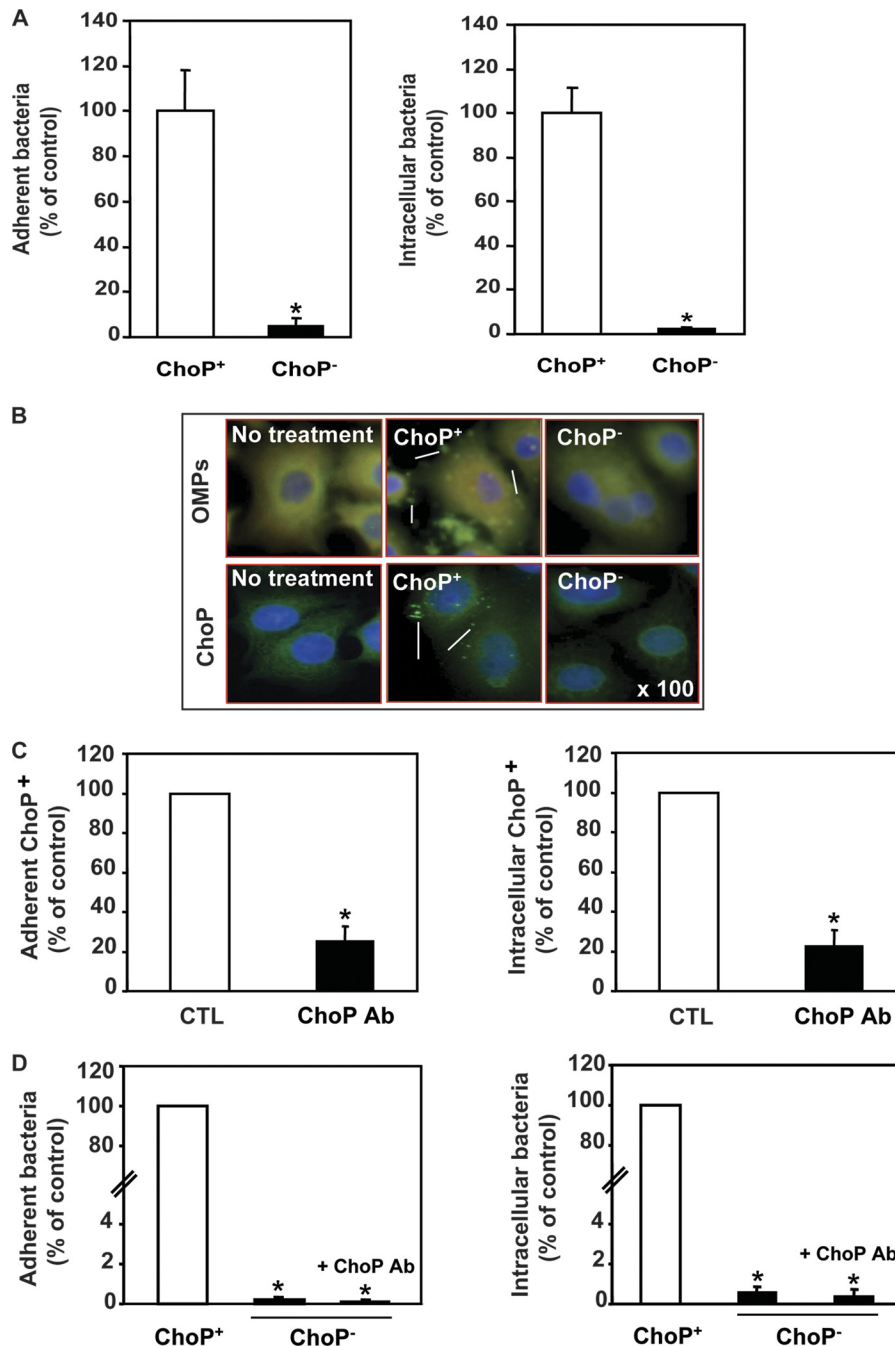 A
Adherent bacteria
(% of control)
140
120
100
80
60
40
20
0
*
ChoP⁺
ChoP⁻
Intracellular bacteria
(% of control)
140
120
100
80
60
40
20
0
*
ChoP⁺
ChoP⁻
B
OMPs
No treatment
ChoP⁺
ChoP⁻
ChoP
No treatment
ChoP⁺
ChoP⁻
x 100
C
Adherent ChoP⁺
(% of control)
120
100
80
60
40
20
0
*
CTL
ChoP Ab
Intracellular ChoP⁺
(% of control)
120
100
80
60
40
20
0
*
CTL
ChoP Ab
D
Adherent bacteria
(% of control)
120
100
80
4
2
0
+ ChoP Ab
* *
ChoP⁺
ChoP⁻
Intracellular bacteria
(% of control)
120
100
80
4
2
0
+ ChoP Ab
* *
ChoP⁺
ChoP⁻